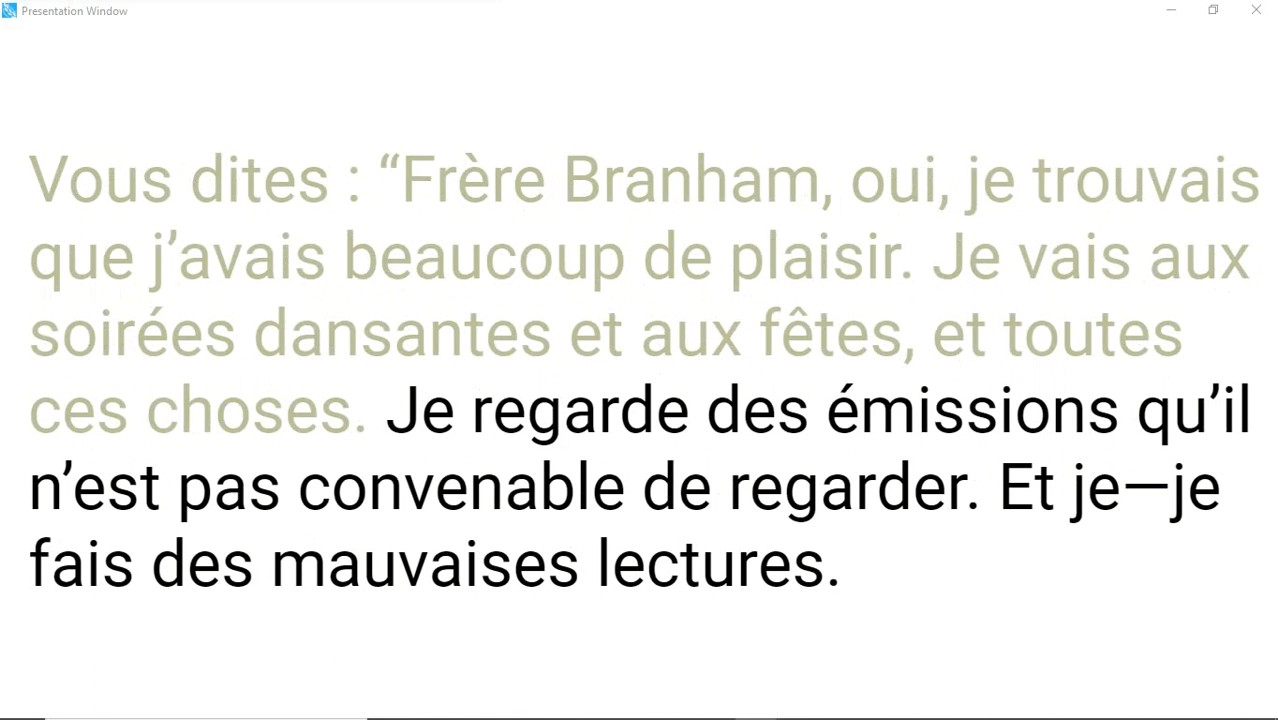 Presentation Window
Vous dites : “Frère Branham, oui, je trouvais
que j’avais beaucoup de plaisir. Je vais aux
soirées dansantes et aux fêtes, et toutes
ces choses. Je regarde des émissions qu’il
n’est pas convenable de regarder. Et je—je
fais des mauvaises lectures.